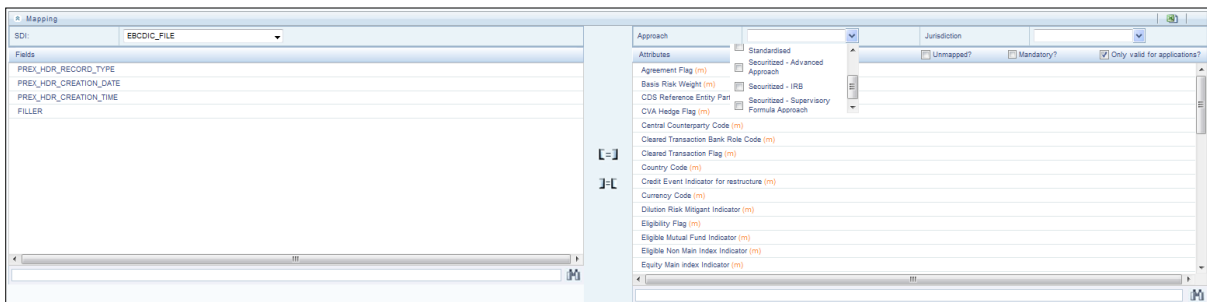 Mapping
SDI: EBCDIC_FILE
Fields
PREX_HDR_RECORD_TYPE
PREX_HDR_CREATION_DATE
PREX_HDR_CREATION_TIME
FILLER
[=]
]=[
Approach Jurisdiction
Attributes Unmapped? Mandatory? Only valid for applications?
Standardised
Securitized - Advanced
Approach
Securitized - IRB
Securitized - Supervisory
Formula Approach
Agreement Flag (m)
Basis Risk Weight (m)
CDS Reference Entity Part
CVA Hedge Flag (m)
Central Counterparty Code (m)
Cleared Transaction Bank Role Code (m)
Cleared Transaction Flag (m)
Country Code (m)
Credit Event Indicator for restructure (m)
Currency Code (m)
Dilution Risk Mitigant Indicator (m)
Eligibility Flag (m)
Eligible Mutual Fund Indicator (m)
Eligible Non Main Index Indicator (m)
Equity Main index Indicator (m)